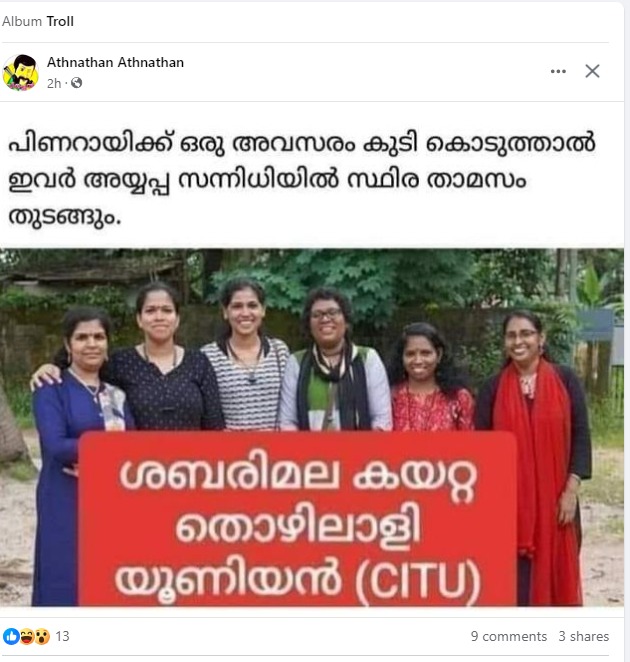 Album Troll
Athnathan Athnathan
2h
പിണറായിക്ക് ഒരു അവസരം കുടി കൊടുത്താൽ
ഇവർ അയ്യപ്പ സന്നിധിയിൽ സ്ഥിര താമസം
തുടങ്ങും.
ശബരിമല കയറ്റ
തൊഴിലാളി
യൂണിയൻ (CITU)
13
9 comments 3 shares